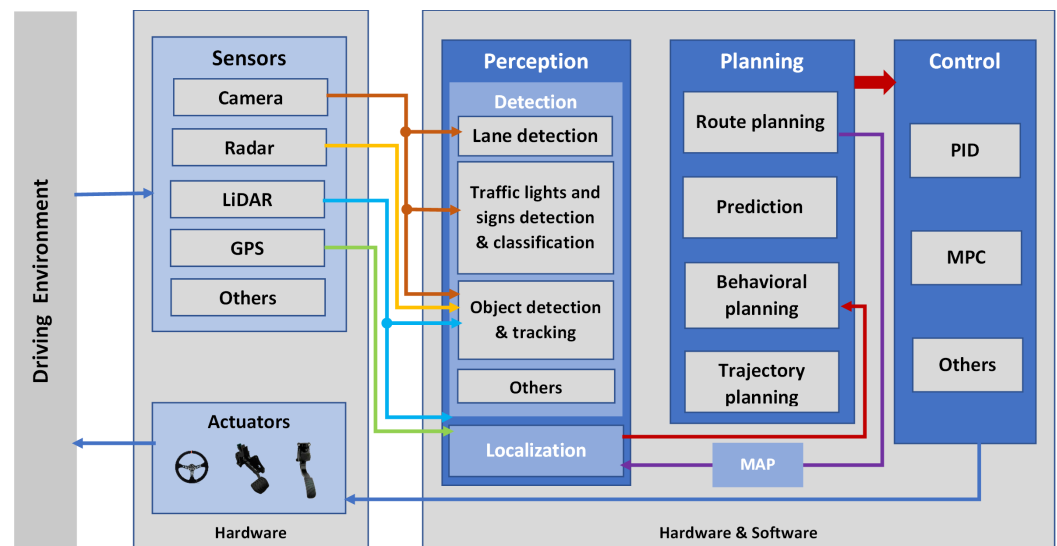 Driving Environment
Sensors
Camera
Radar
LiDAR
GPS
Others
Actuators
Hardware
Perception
Detection
Lane detection
Traffic lights and
signs detection
& classification
Object detection
& tracking
Others
Localization
Planning
Route planning
Prediction
Behavioral
planning
Trajectory
planning
MAP
Control
PID
MPC
Others
Hardware & Software